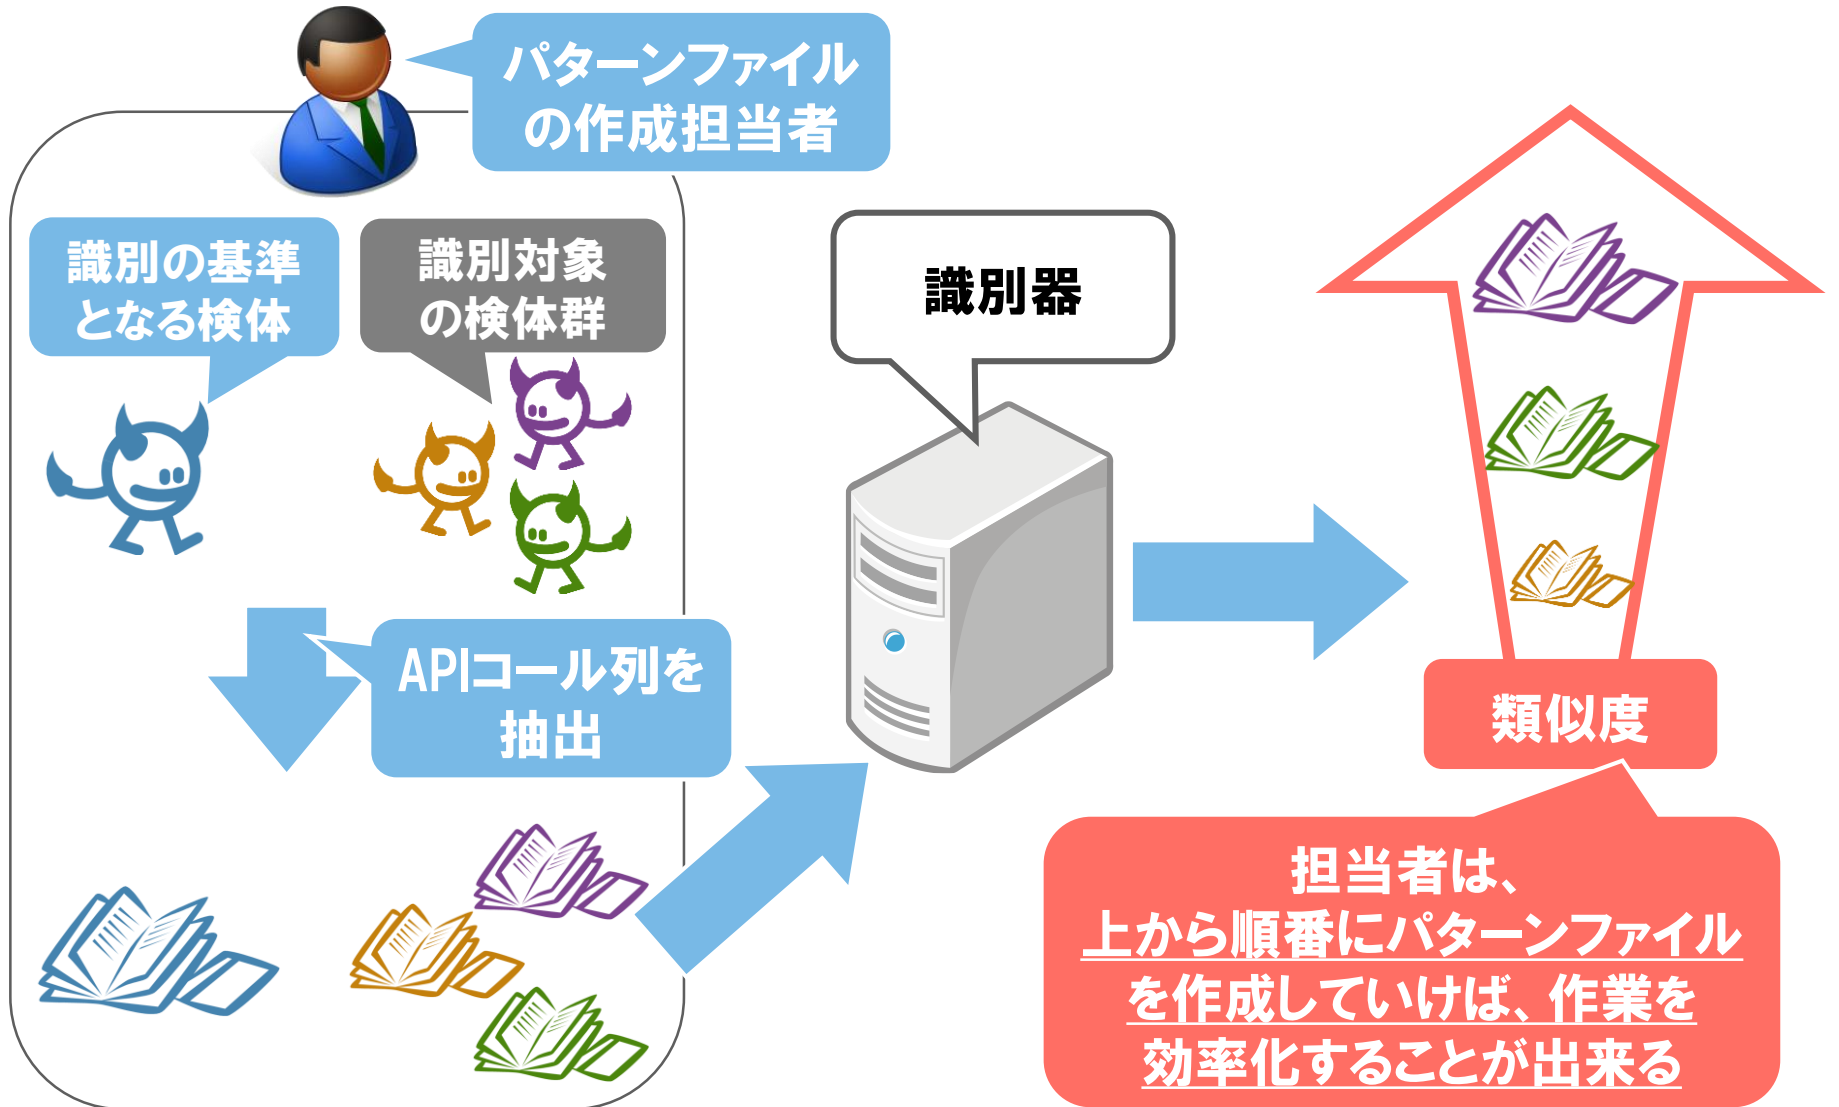 パターンファイル
の作成担当者
識別の基準
となる検体
識別対象
の検体群
識別器
APIコール列を
抽出
類似度
担当者は、
上から順番にパターンファイル
を作成していけば、作業を
効率化することが出来る